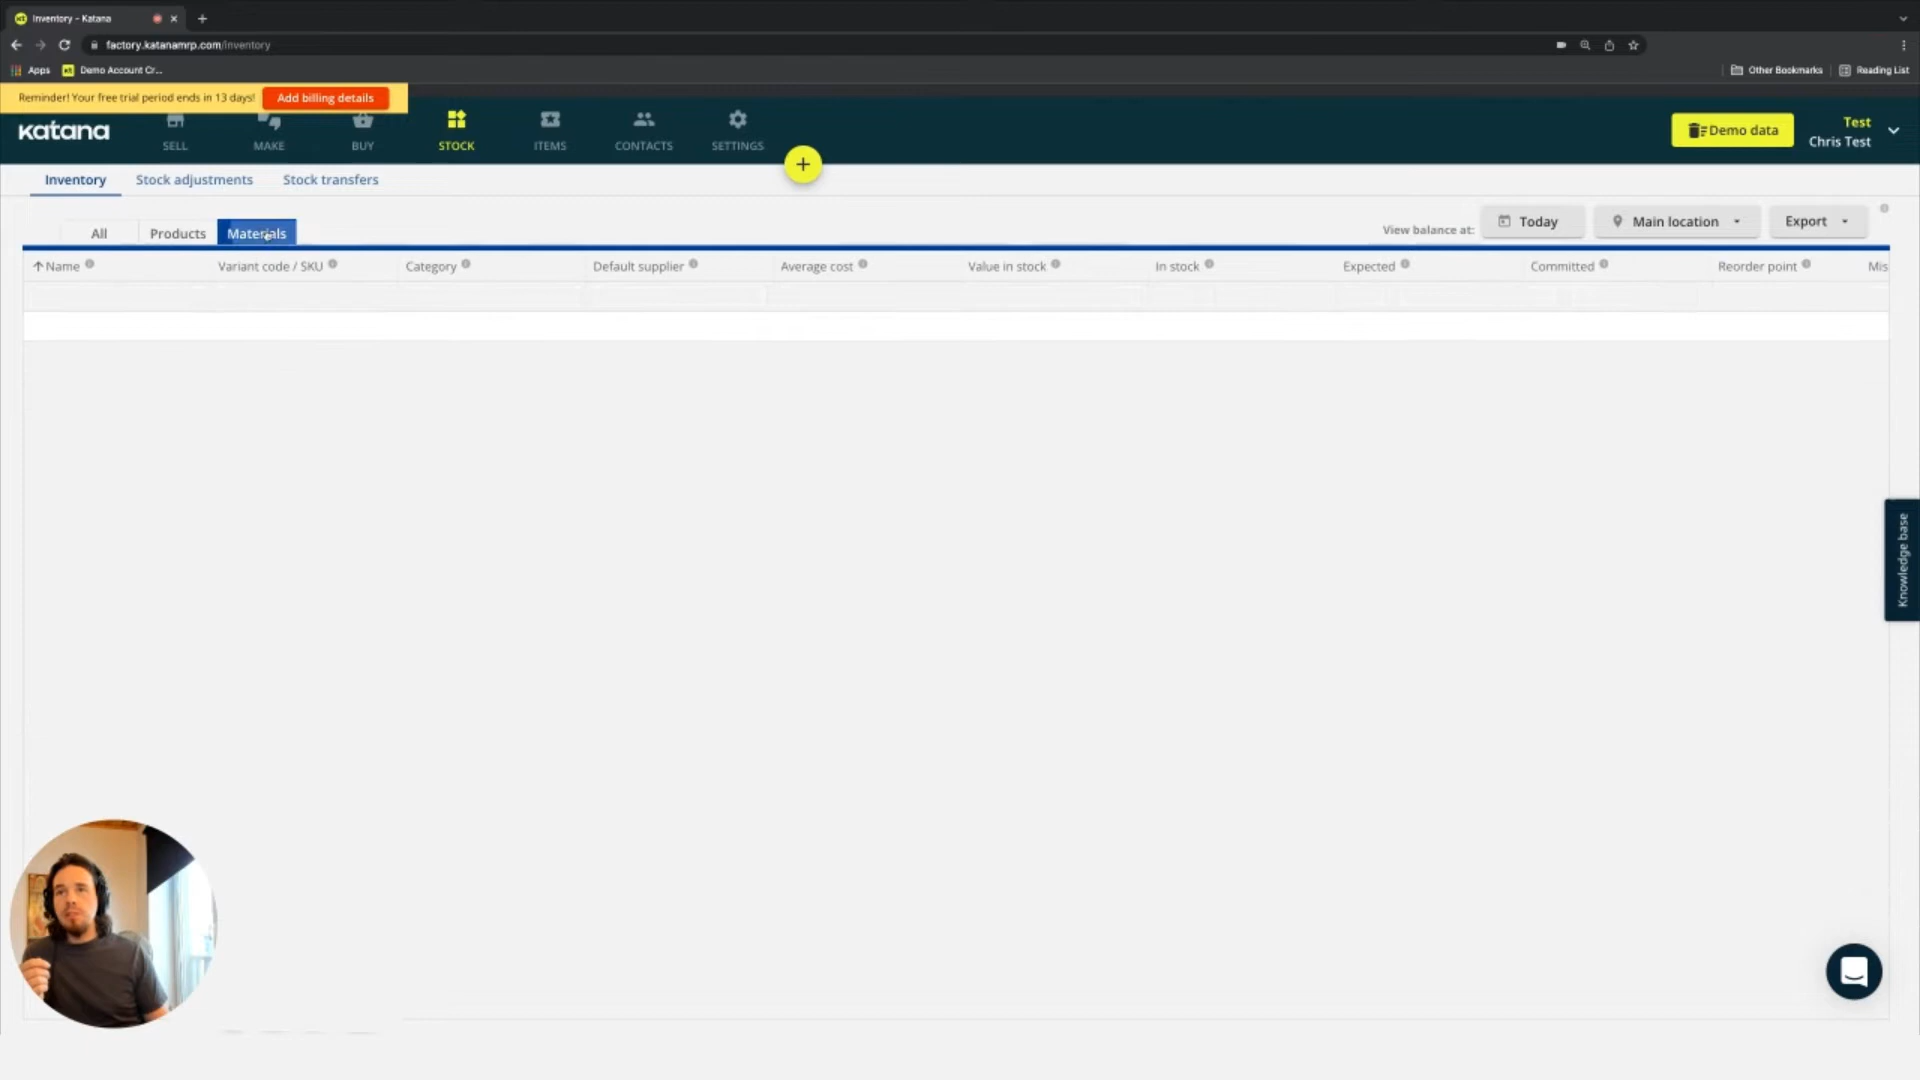 Inventory - Katana
factory.katanamrp.com/inventory
Apps
Demo Account Cr...
Other Bookmarks
Reading List
Reminder! Your free trial period ends in 13 days!
Add billing details
katana
SELL
MAKE
BUY
STOCK
ITEMS
CONTACTS
SETTINGS
+
Demo data
Test
Chris Test
Inventory
Stock adjustments
Stock transfers
All
Products
Materials
View balance at:
Today
Main location
Export
Name
Variant code / SKU
Category
Default supplier
Average cost
Value in stock
In stock
Expected
Committed
Reorder point
Mis
Knowledge base